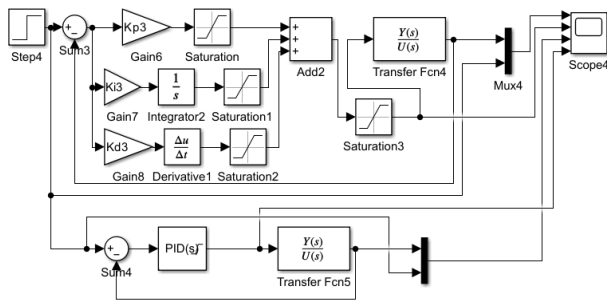 Step4
+
−
Sum3
Kp3
Gain6
Saturation
+
+
+
Add2
Y(s)
U(s)
Transfer Fcn4
Mux4
Scope4
Ki3
Gain7
1
s
Integrator2
Saturation1
Kd3
Gain8
Δu
Δt
Derivative1
Saturation2
Saturation3
+
−
Sum4
PID(s)
Y(s)
U(s)
Transfer Fcn5